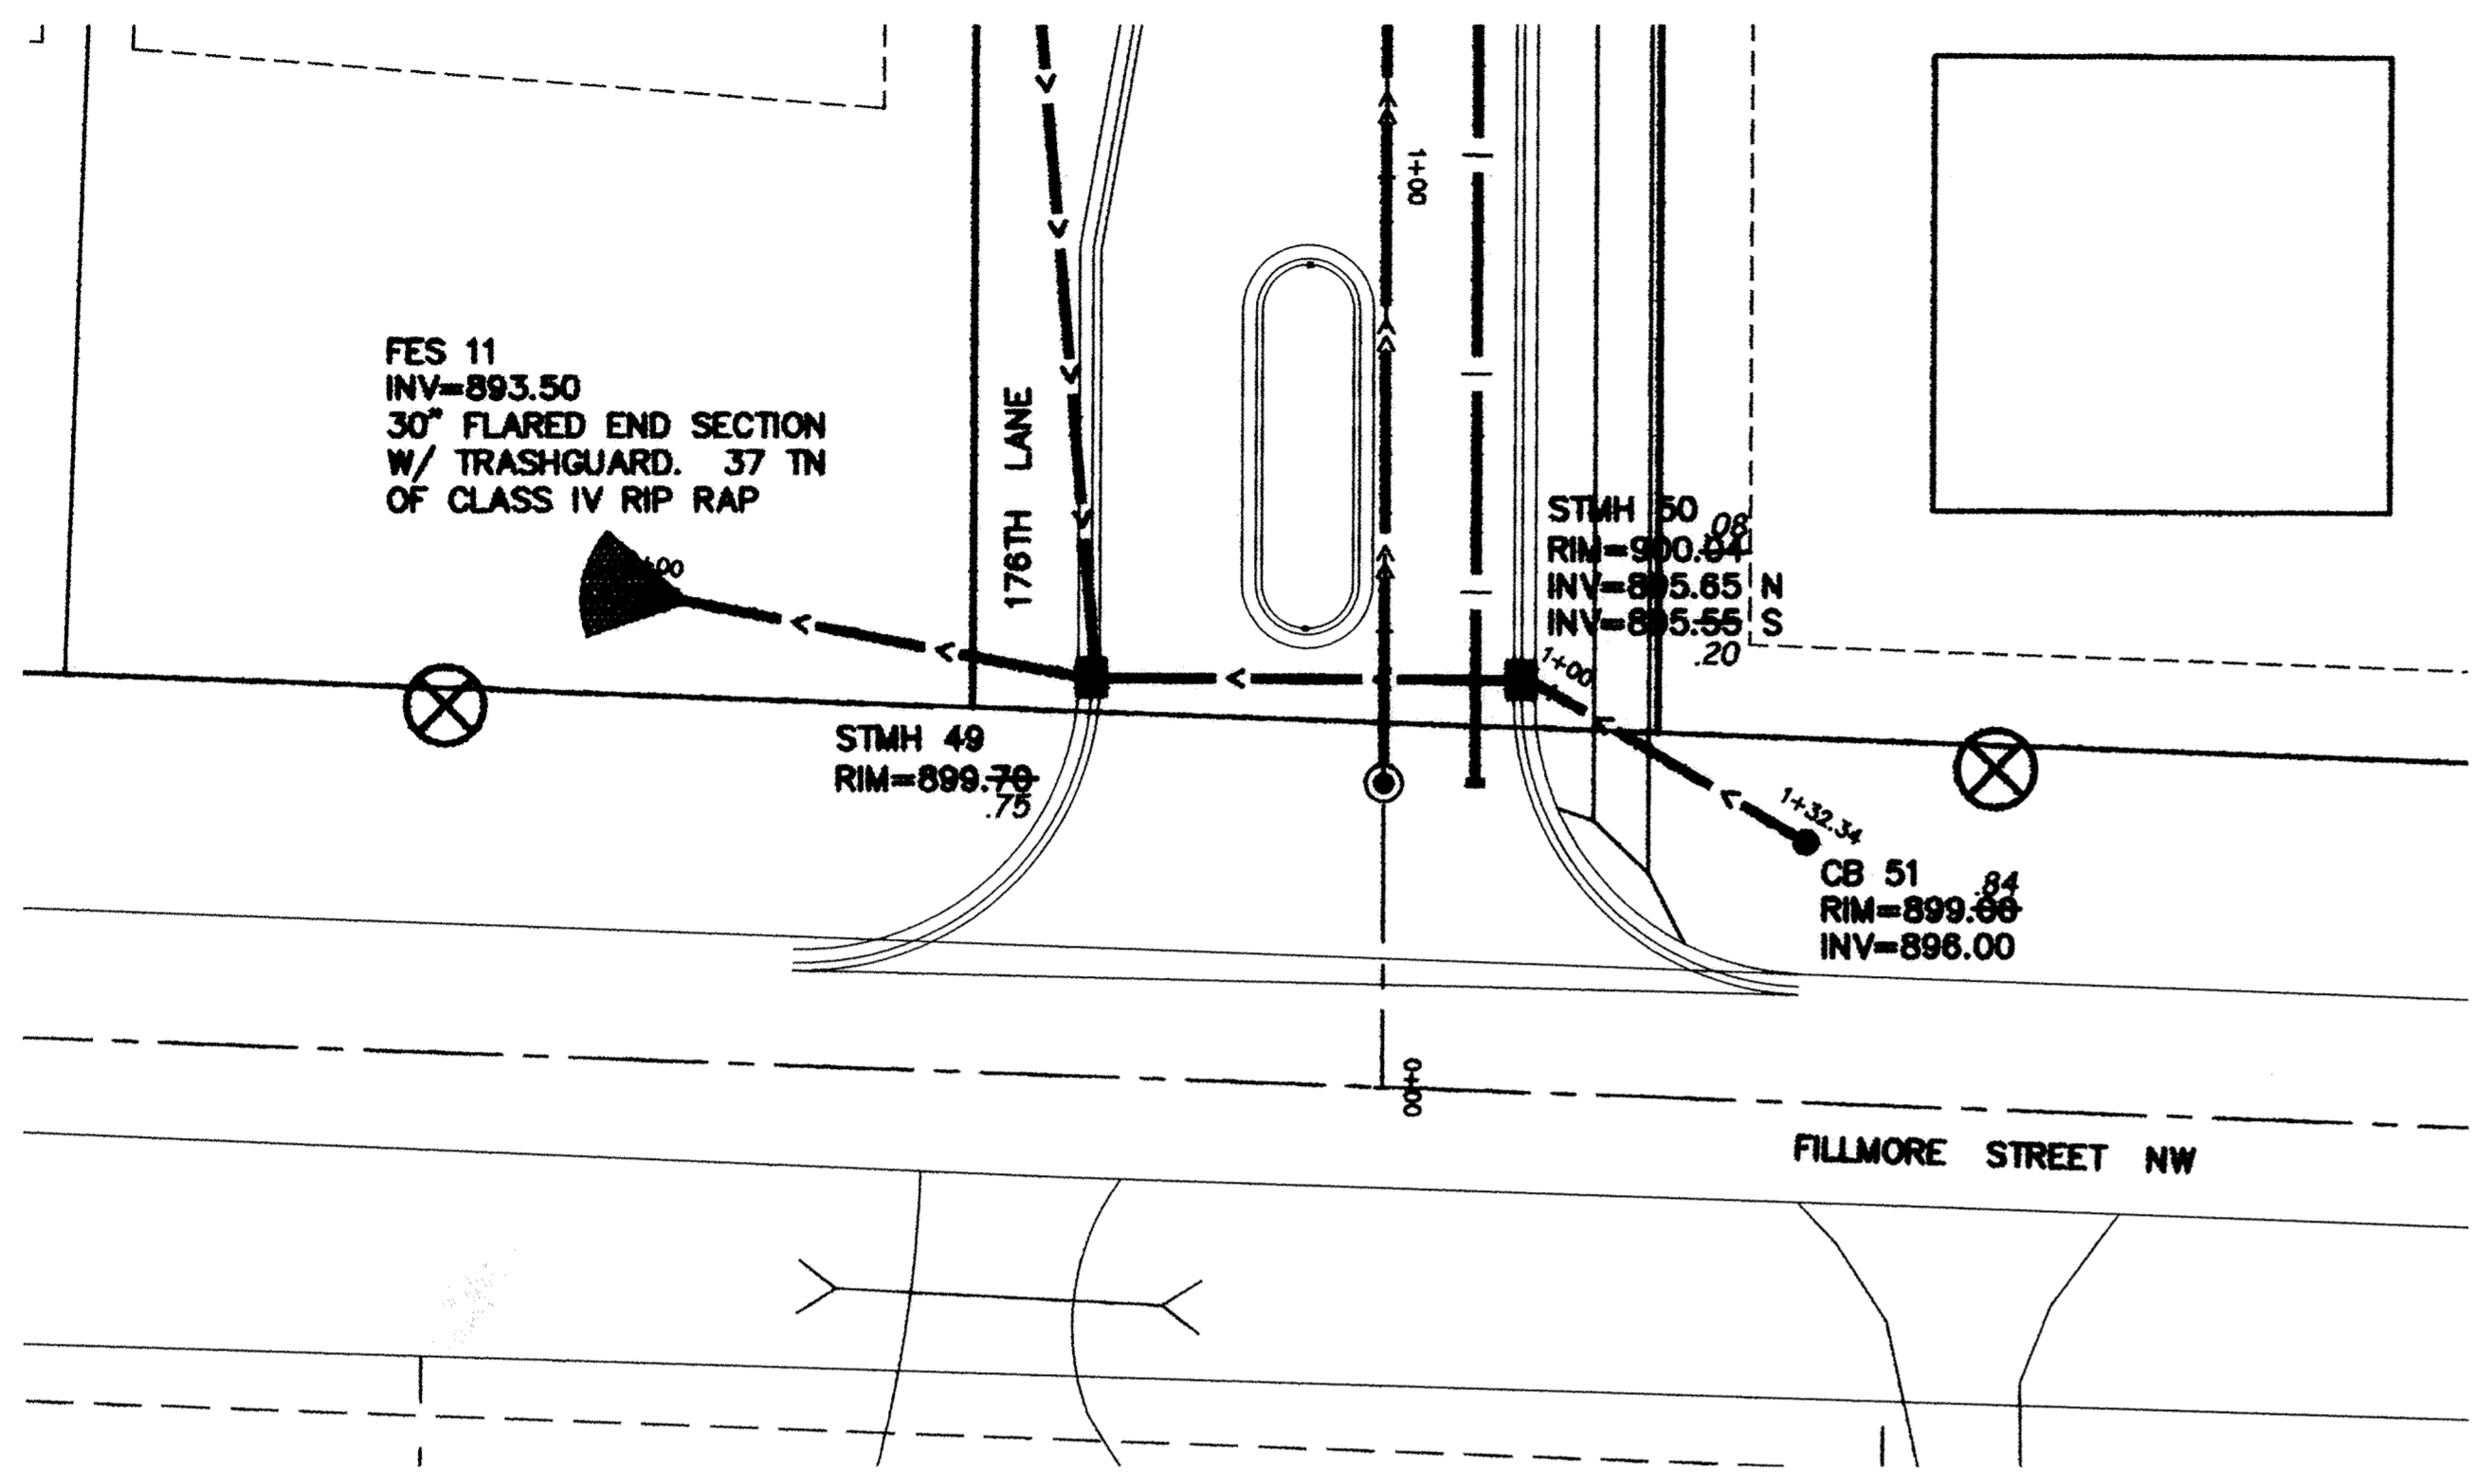 1+00
FES 11
INV=893.50
30" FLARED END SECTION
W/ TRASHGUARD. 37 TN
OF CLASS IV RIP RAP
176TH LANE
STMH 50
.08
RIM=900.04
INV=895.65 N
INV=895.55 S
.20
1+00
STMH 49
RIM=899.70
.75
1+32.34
CB 51
.84
RIM=899.00
INV=896.00
0+00
FILLMORE STREET NW